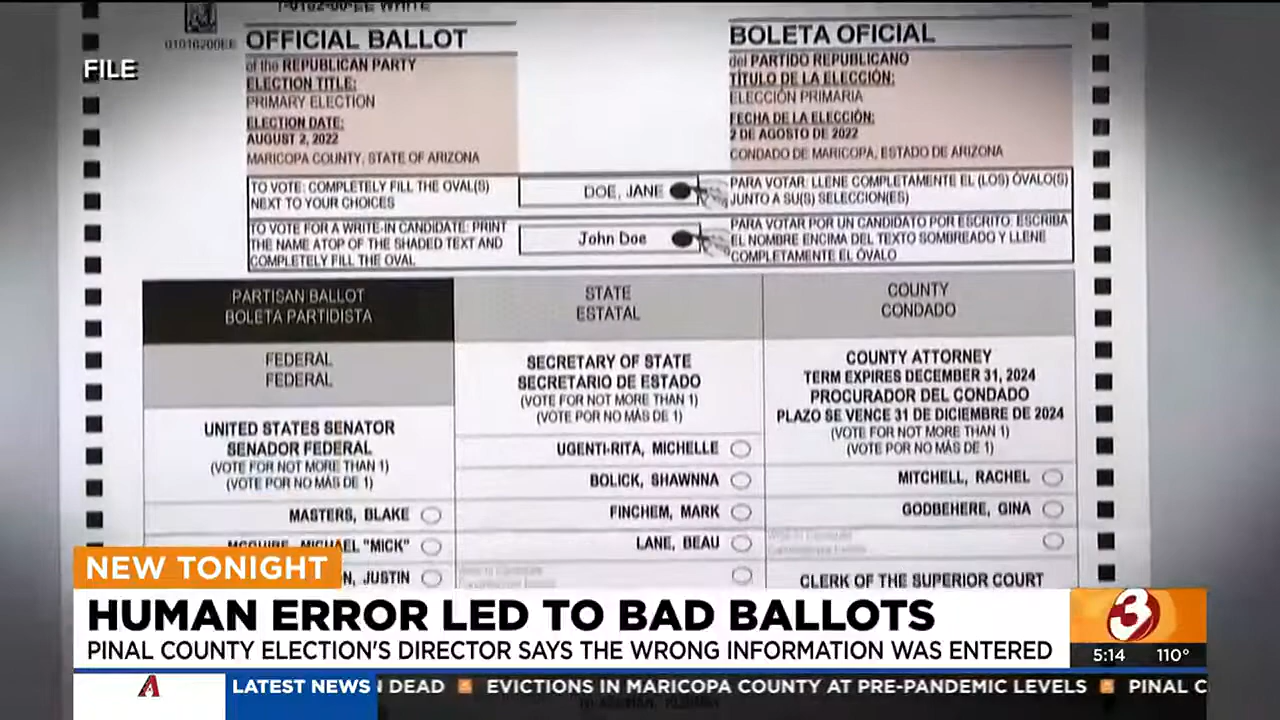 1-0102-00-EE WHITE
01010200EE
FILE
OFFICIAL BALLOT
of the REPUBLICAN PARTY
ELECTION TITLE:
PRIMARY ELECTION
ELECTION DATE:
AUGUST 2, 2022
MARICOPA COUNTY, STATE OF ARIZONA
BOLETA OFICIAL
del PARTIDO REPUBLICANO
TÍTULO DE LA ELECCIÓN:
ELECCIÓN PRIMARIA
FECHA DE LA ELECCIÓN:
2 DE AGOSTO DE 2022
CONDADO DE MARICOPA, ESTADO DE ARIZONA
TO VOTE: COMPLETELY FILL THE OVAL(S)
NEXT TO YOUR CHOICES
DOE, JANE
PARA VOTAR: LLENE COMPLETAMENTE EL (LOS) ÓVALO(S)
JUNTO A SU(S) SELECCION(ES)
TO VOTE FOR A WRITE-IN CANDIDATE: PRINT
THE NAME ATOP OF THE SHADED TEXT AND
COMPLETELY FILL THE OVAL
John Doe
PARA VOTAR POR UN CANDIDATO POR ESCRITO: ESCRIBA
EL NOMBRE ENCIMA DEL TEXTO SOMBREADO Y LLENE
COMPLETAMENTE EL ÓVALO
PARTISAN BALLOT
BOLETA PARTIDISTA
FEDERAL
FEDERAL
UNITED STATES SENATOR
SENADOR FEDERAL
(VOTE FOR NOT MORE THAN 1)
(VOTE POR NO MÁS DE 1)
MASTERS, BLAKE
MCGUIRE, MICHAEL "MICK"
N, JUSTIN
STATE
ESTATAL
SECRETARY OF STATE
SECRETARIO DE ESTADO
(VOTE FOR NOT MORE THAN 1)
(VOTE POR NO MÁS DE 1)
UGENTI-RITA, MICHELLE
BOLICK, SHAWNNA
FINCHEM, MARK
LANE, BEAU
COUNTY
CONDADO
COUNTY ATTORNEY
TERM EXPIRES DECEMBER 31, 2024
PROCURADOR DEL CONDADO
PLAZO SE VENCE 31 DE DICIEMBRE DE 2024
(VOTE FOR NOT MORE THAN 1)
(VOTE POR NO MÁS DE 1)
MITCHELL, RACHEL
GODBEHERE, GINA
CLERK OF THE SUPERIOR COURT
NEW TONIGHT
HUMAN ERROR LED TO BAD BALLOTS
PINAL COUNTY ELECTION'S DIRECTOR SAYS THE WRONG INFORMATION WAS ENTERED
3
5:14 110°
A
LATEST NEWS
DEAD
EVICTIONS IN MARICOPA COUNTY AT PRE-PANDEMIC LEVELS
PINAL C